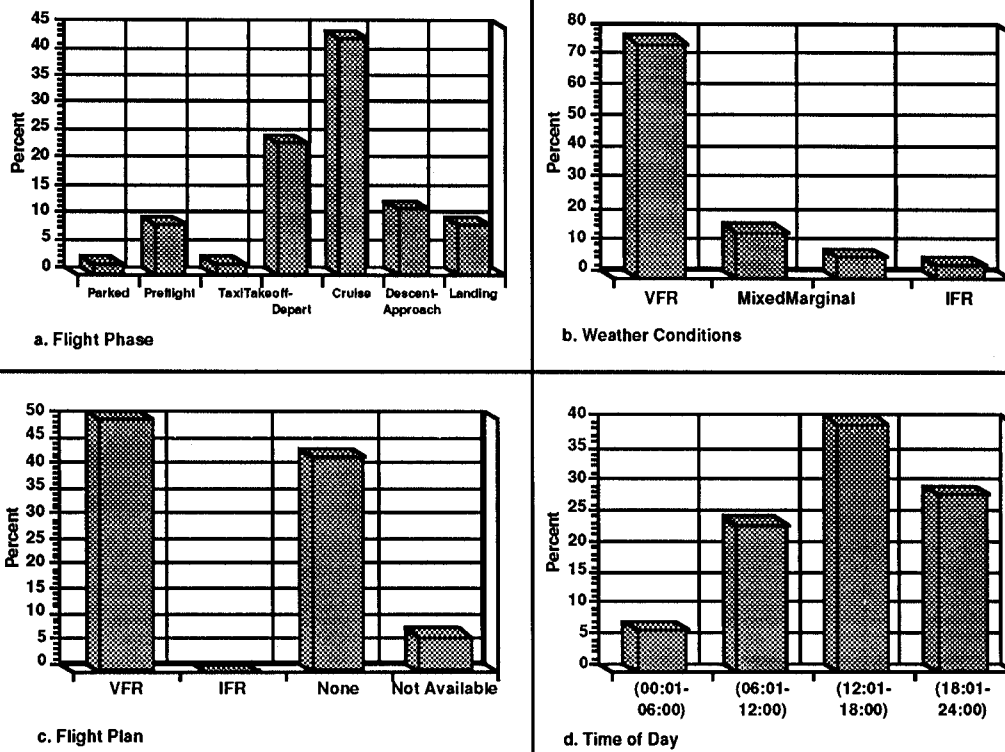 45
40
35
30
25
20
15
10
5
0
Percent
Parked Preflight TaxiTakeoff- Cruise Descent- Landing
Depart Approach
a. Flight Phase
80
70
60
50
40
30
20
10
0
Percent
VFR MixedMarginal IFR
b. Weather Conditions
50
45
40
35
30
25
20
15
10
5
0
Percent
VFR IFR None Not Available
c. Flight Plan
40
35
30
25
20
15
10
5
0
Percent
(00:01- (06:01- (12:01- (18:01-
06:00) 12:00) 18:00) 24:00)
d. Time of Day